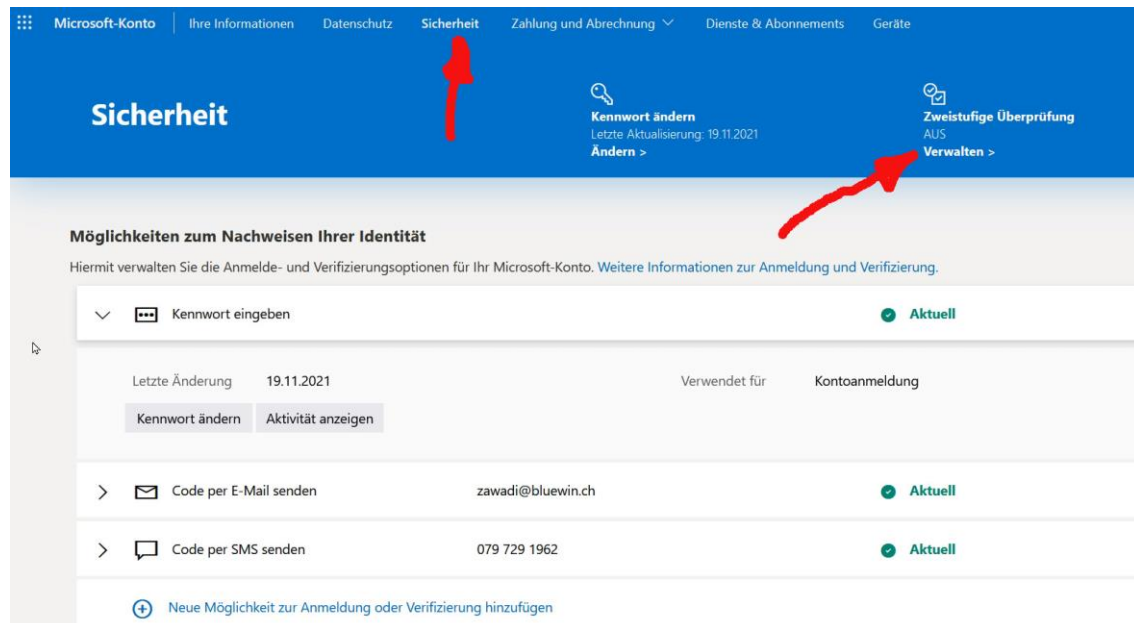 Microsoft-Konto Ihre Informationen Datenschutz Sicherheit Zahlung und Abrechnung Dienste & Abonnements Geräte
Sicherheit
Kennwort ändern
Letzte Aktualisierung: 19.11.2021
Ändern >
Zweistufige Überprüfung
AUS
Verwalten >
Möglichkeiten zum Nachweisen Ihrer Identität
Hiermit verwalten Sie die Anmelde- und Verifizierungsoptionen für Ihr Microsoft-Konto. Weitere Informationen zur Anmeldung und Verifizierung.
Kennwort eingeben Aktuell
Letzte Änderung 19.11.2021 Verwendet für Kontoanmeldung
Kennwort ändern Aktivität anzeigen
Code per E-Mail senden zawadi@bluewin.ch Aktuell
Code per SMS senden 079 729 1962 Aktuell
Neue Möglichkeit zur Anmeldung oder Verifizierung hinzufügen